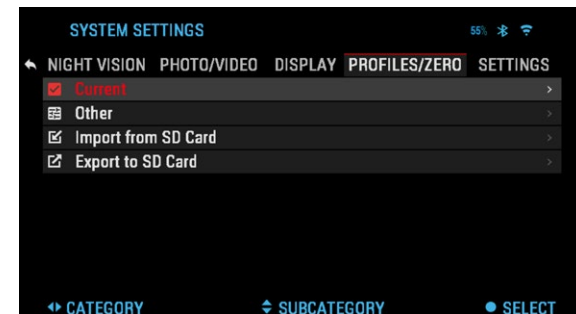 SYSTEM SETTINGS 55%
NIGHT VISION PHOTO/VIDEO DISPLAY PROFILES/ZERO SETTINGS
Current
Other
Import from SD Card
Export to SD Card
CATEGORY SUBCATEGORY SELECT